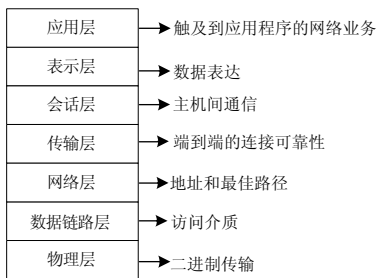 应用层 触及到应用程序的网络业务
表示层 数据表达
会话层 主机间通信
传输层 端到端的连接可靠性
网络层 地址和最佳路径
数据链路层 访问介质
物理层 二进制传输